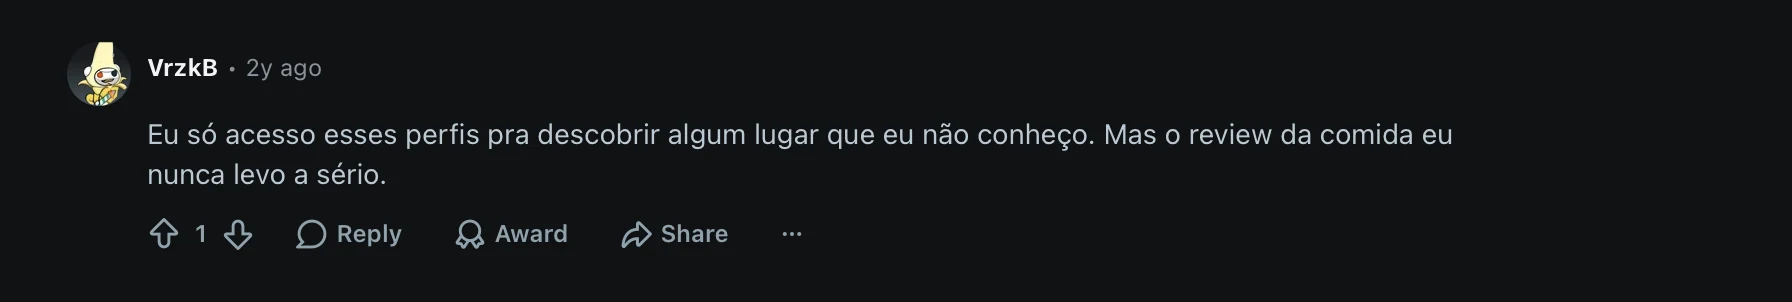 VrzkB • 2y ago
Eu só acesso esses perfis pra descobrir algum lugar que eu não conheço. Mas o review da comida eu
nunca levo a sério.
1 Reply Award Share ...